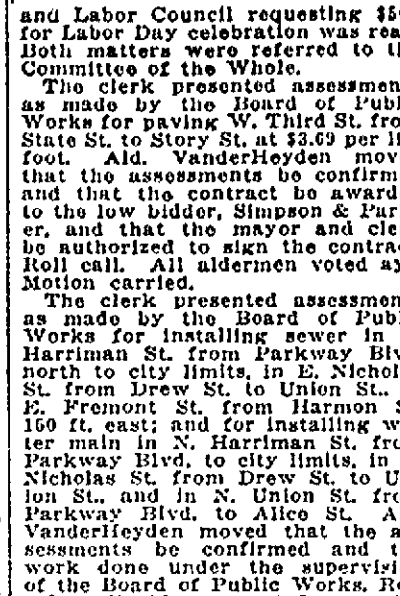 and Labor Council requesting $5
for Labor Day celebration was rea
Both matters were referred to t
Committee of the Whole.
The clerk presented assessmen
as made by the Board of Publ
Works for paving W. Third St. fro
State St. to Story St. at $3.69 per li
foot. Ald. VanderHeyden mov
that the assessments be confirm
and that the contract be award
to the low bidder, Simpson & Par
er, and that the mayor and cle
be authorized to sign the contra
Roll call. All aldermen voted ay
Motion carried.
The clerk presented assessmen
as made by the Board of Publ
Works for installing sewer in
Harriman St. from Parkway Blv
north to city limits, in E. Nichol
St. from Drew St. to Union St.,
E. Fremont St. from Harmon S
160 ft. east; and for installing w
ter main in N. Harriman St. fro
Parkway Blvd. to city limits, in
Nicholas St. from Drew St. to U
ion St., and in N. Union St. fro
Parkway Blvd. to Alice St. A
VanderHeyden moved that the a
sessments be confirmed and t
work done under the supervisi
of the Board of Public Works. Ro